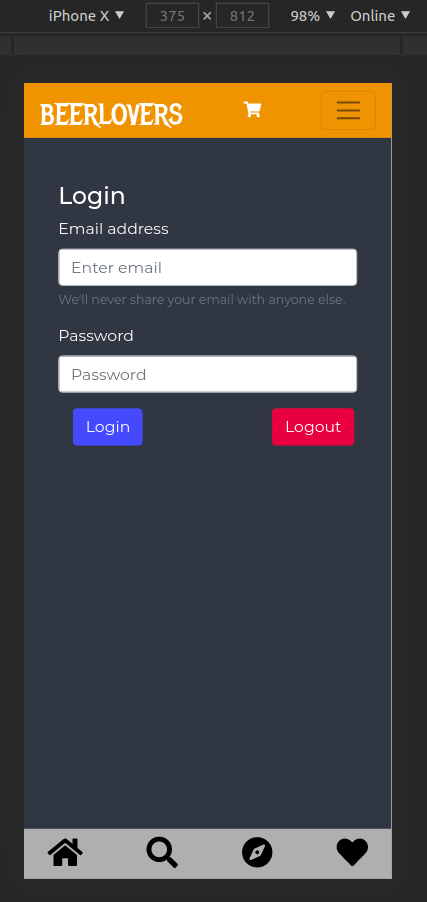 iPhone X ▼ 375 × 812 98% ▼ Online ▼
BEERLOVERS
Login
Email address
Enter email
We'll never share your email with anyone else.
Password
Password
Login Logout